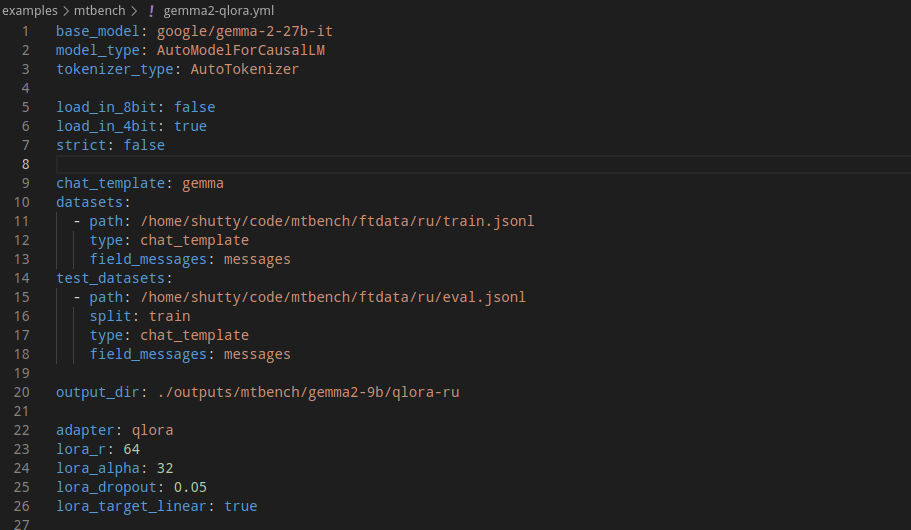 examples > mtbench > ! gemma2-qlora.yml
1 base_model: google/gemma-2-27b-it
2 model_type: AutoModelForCausalLM
3 tokenizer_type: AutoTokenizer
4
5 load_in_8bit: false
6 load_in_4bit: true
7 strict: false
8
9 chat_template: gemma
10 datasets:
11   - path: /home/shutty/code/mtbench/ftdata/ru/train.jsonl
12     type: chat_template
13     field_messages: messages
14 test_datasets:
15   - path: /home/shutty/code/mtbench/ftdata/ru/eval.jsonl
16     split: train
17     type: chat_template
18     field_messages: messages
19
20 output_dir: ./outputs/mtbench/gemma2-9b/qlora-ru
21
22 adapter: qlora
23 lora_r: 64
24 lora_alpha: 32
25 lora_dropout: 0.05
26 lora_target_linear: true
27